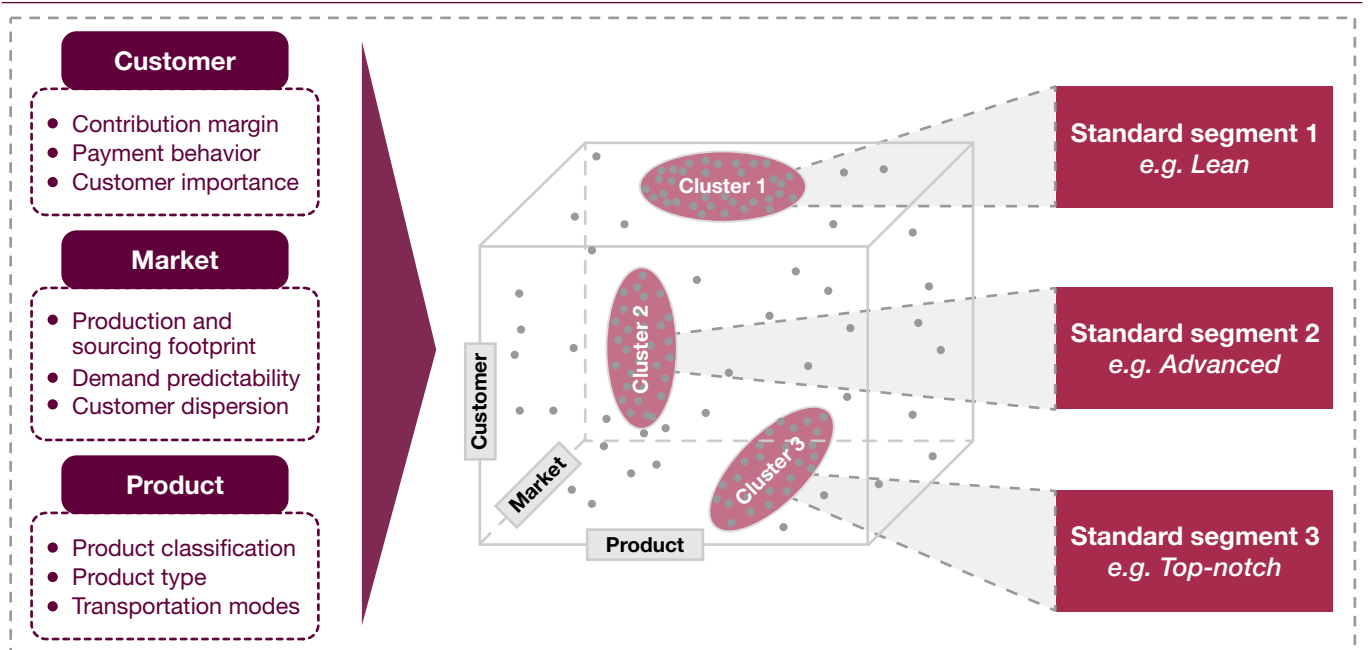 Customer
• Contribution margin
• Payment behavior
• Customer importance
Market
• Production and
sourcing footprint
• Demand predictability
• Customer dispersion
Product
• Product classification
• Product type
• Transportation modes
Customer
Market
Product
Cluster 1
Cluster 2
Cluster 3
Standard segment 1
e.g. Lean
Standard segment 2
e.g. Advanced
Standard segment 3
e.g. Top-notch